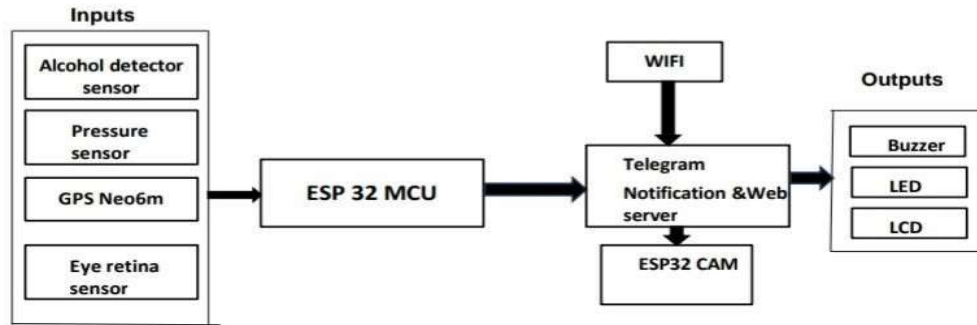 Inputs
Alcohol detector
sensor
Pressure
sensor
GPS Neo6m
Eye retina
sensor
ESP 32 MCU
WIFI
Telegram
Notification &Web
server
ESP32 CAM
Outputs
Buzzer
LED
LCD